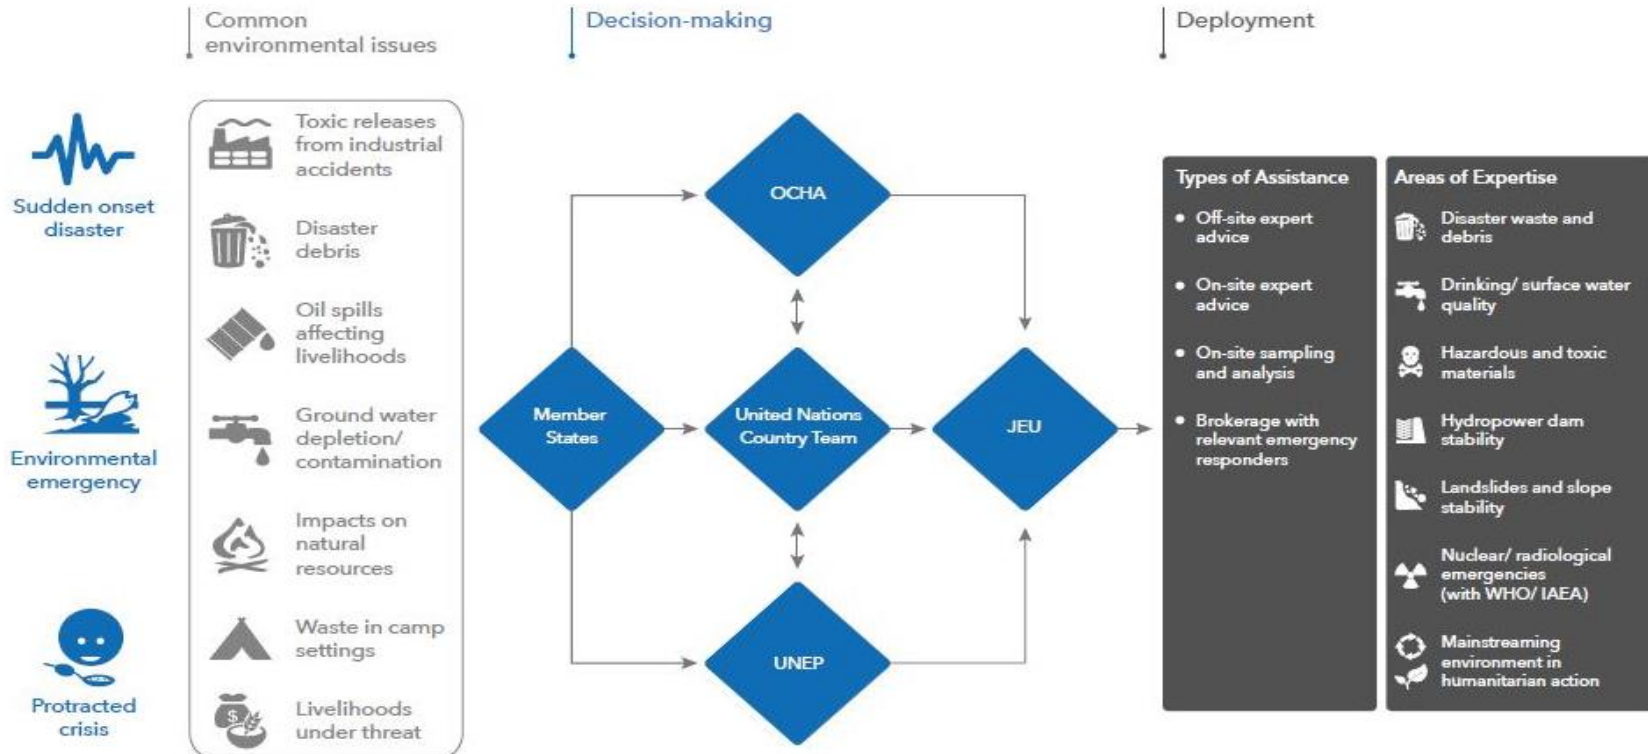 Common
environmental issues
Decision-making
Deployment
Sudden onset
disaster
Environmental
emergency
Protracted
crisis
Toxic releases
from industrial
accidents
Disaster
debris
Oil spills
affecting
livelihoods
Ground water
depletion/
contamination
Impacts on
natural
resources
Waste in camp
settings
$
Livelihoods
under threat
OCHA
Member
States
United Nations
Country Team
JEU
UNEP
Types of Assistance
• Off-site expert
advice
• On-site expert
advice
• On-site sampling
and analysis
• Brokerage with
relevant emergency
responders
Areas of Expertise
Disaster waste and
debris
Drinking/ surface water
quality
Hazardous and toxic
materials
Hydropower dam
stability
Landslides and slope
stability
Nuclear/ radiological
emergencies
(with WHO/ IAEA)
Mainstreaming
environment in
humanitarian action